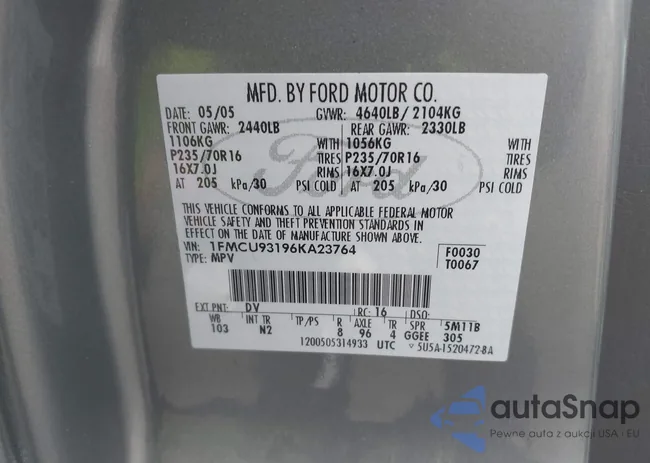 MFD. BY FORD MOTOR CO.
DATE: 05/05 GVWR: 4640LB/ 2104KG
FRONT GAWR: 2440LB REAR GAWR: 2330LB
1106KG WITH 1056KG WITH
P235/70R16 TIRES P235/70R16 TIRES
16X7.0J RIMS 16X7.0J RIMS
AT 205 kPa/30 PSI COLD AT 205 kPa/30 PSI COLD
Ford
THIS VEHICLE CONFORMS TO ALL APPLICABLE FEDERAL MOTOR
VEHICLE SAFETY AND THEFT PREVENTION STANDARDS IN
EFFECT ON THE DATE OF MANUFACTURE SHOWN ABOVE.
VIN: 1FMCU93196KA23764 F0030
TYPE: MPV T0067
EXT PNT: DV RC: 16 DSO:
WB INT TR TP/PS R AXLE TR SPR 5M11B
103 N2 8 96 4 GGEE 305
1200505314933 UTC 5U5A-1520472-BA
autaSnap
Pewne auta z aukcji USA - EU